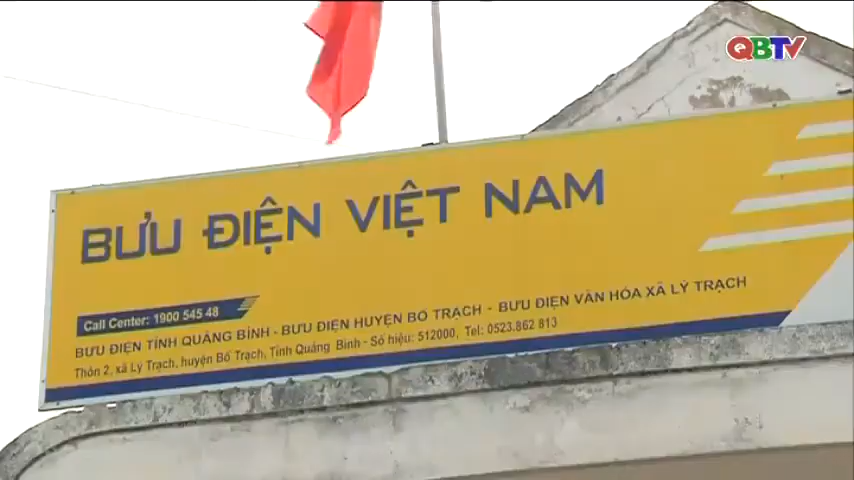 QBTV
BƯU ĐIỆN VIỆT NAM
Call Center: 1900 545 48
BƯU ĐIỆN TỈNH QUẢNG BÌNH - BƯU ĐIỆN HUYỆN BỐ TRẠCH - BƯU ĐIỆN VĂN HÓA XÃ LÝ TRẠCH
Thôn 2, xã Lý Trạch, huyện Bố Trạch, Tỉnh Quảng Bình - Số hiệu: 512000, Tel: 0523.862 813